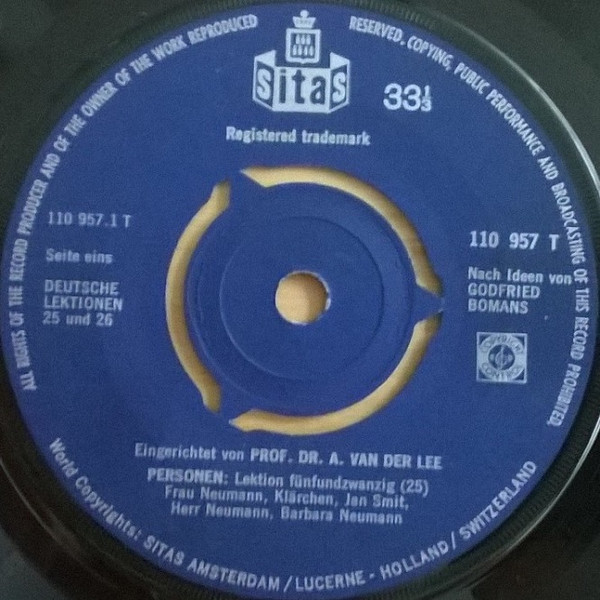 ALL RIGHTS OF THE RECORD PRODUCER AND OF THE OWNER OF THE WORK REPRODUCED RESERVED. COPYING, PUBLIC PERFORMANCE AND BROADCASTING OF THIS RECORD PROHIBITED.
Sitas
33⅓
Registered trademark
110 957.1 T
Seite eins
DEUTSCHE
LEKTIONEN
25 und 26
110 957 T
Nach Ideen von
GODFRIED
BOMANS
COPYRIGHT
CONTROL
Eingerichtet von PROF. DR. A. VAN DER LEE
PERSONEN: Lektion fünfundzwanzig (25)
Frau Neumann, Klärchen, Jan Smit,
Herr Neumann, Barbara Neumann
World Copyrights: SITAS AMSTERDAM/LUCERNE - HOLLAND/SWITZERLAND